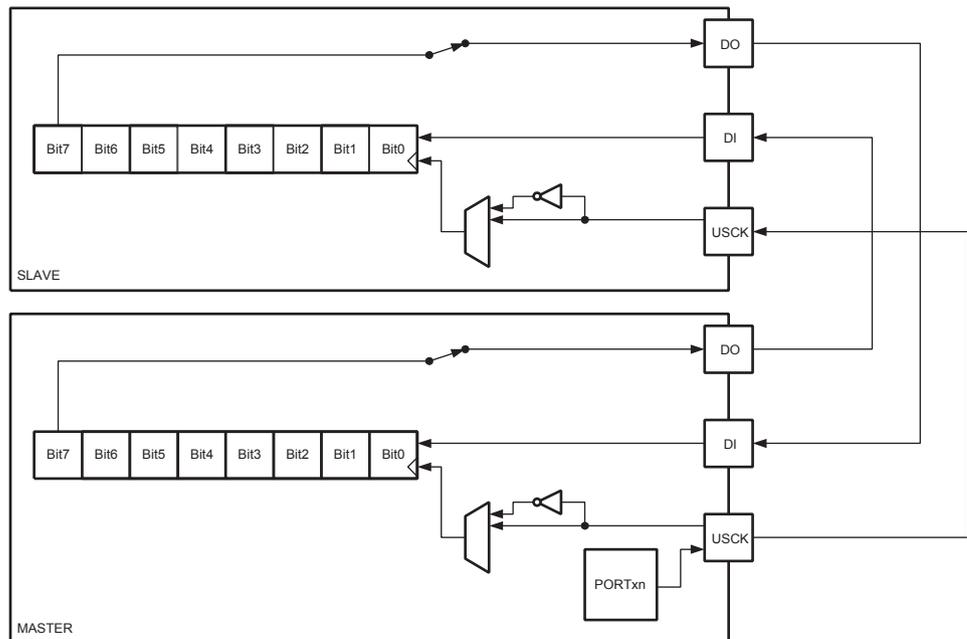 DO
Bit7 Bit6 Bit5 Bit4 Bit3 Bit2 Bit1 Bit0
DI
USCK
SLAVE
DO
DI
Bit7 Bit6 Bit5 Bit4 Bit3 Bit2 Bit1 Bit0
USCK
PORTxn
MASTER